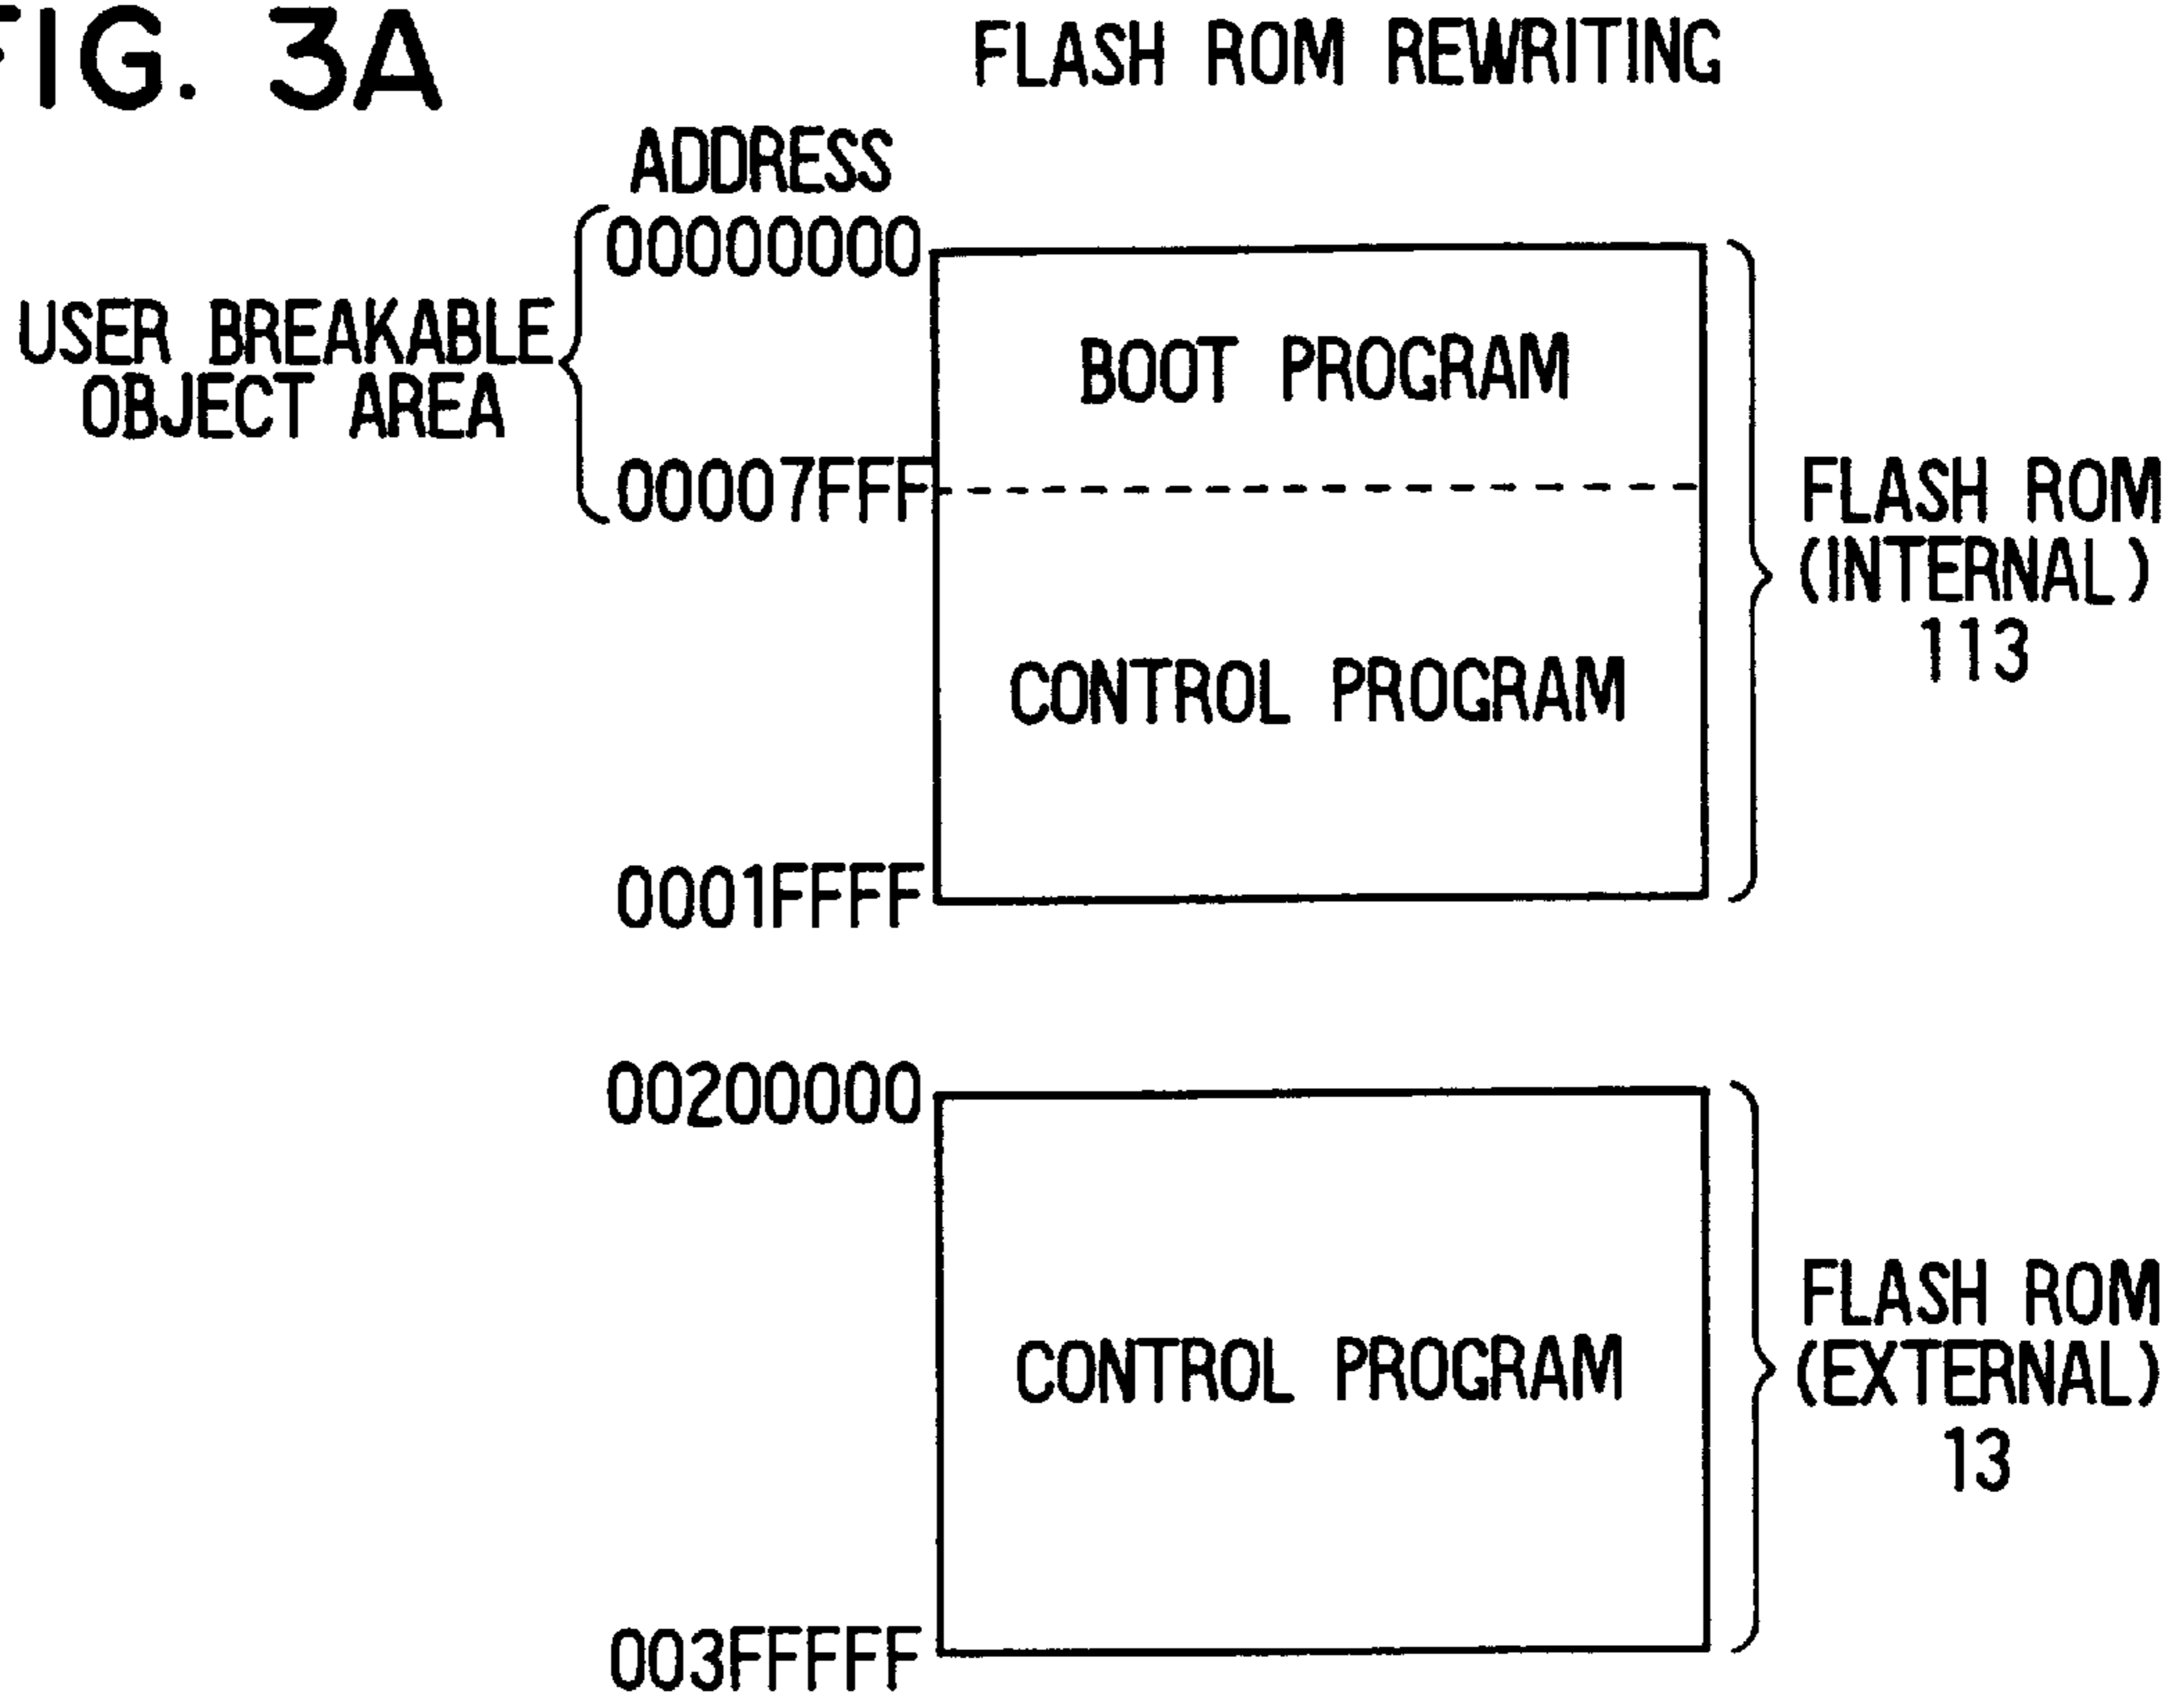 FIG. 3A
FLASH ROM REWRITING
ADDRESS
00000000
USER BREAKABLE
OBJECT AREA
BOOT PROGRAM
00007FFF
FLASH ROM
(INTERNAL)
113
CONTROL PROGRAM
0001FFFF
00200000
CONTROL PROGRAM
FLASH ROM
(EXTERNAL)
13
003FFFFF